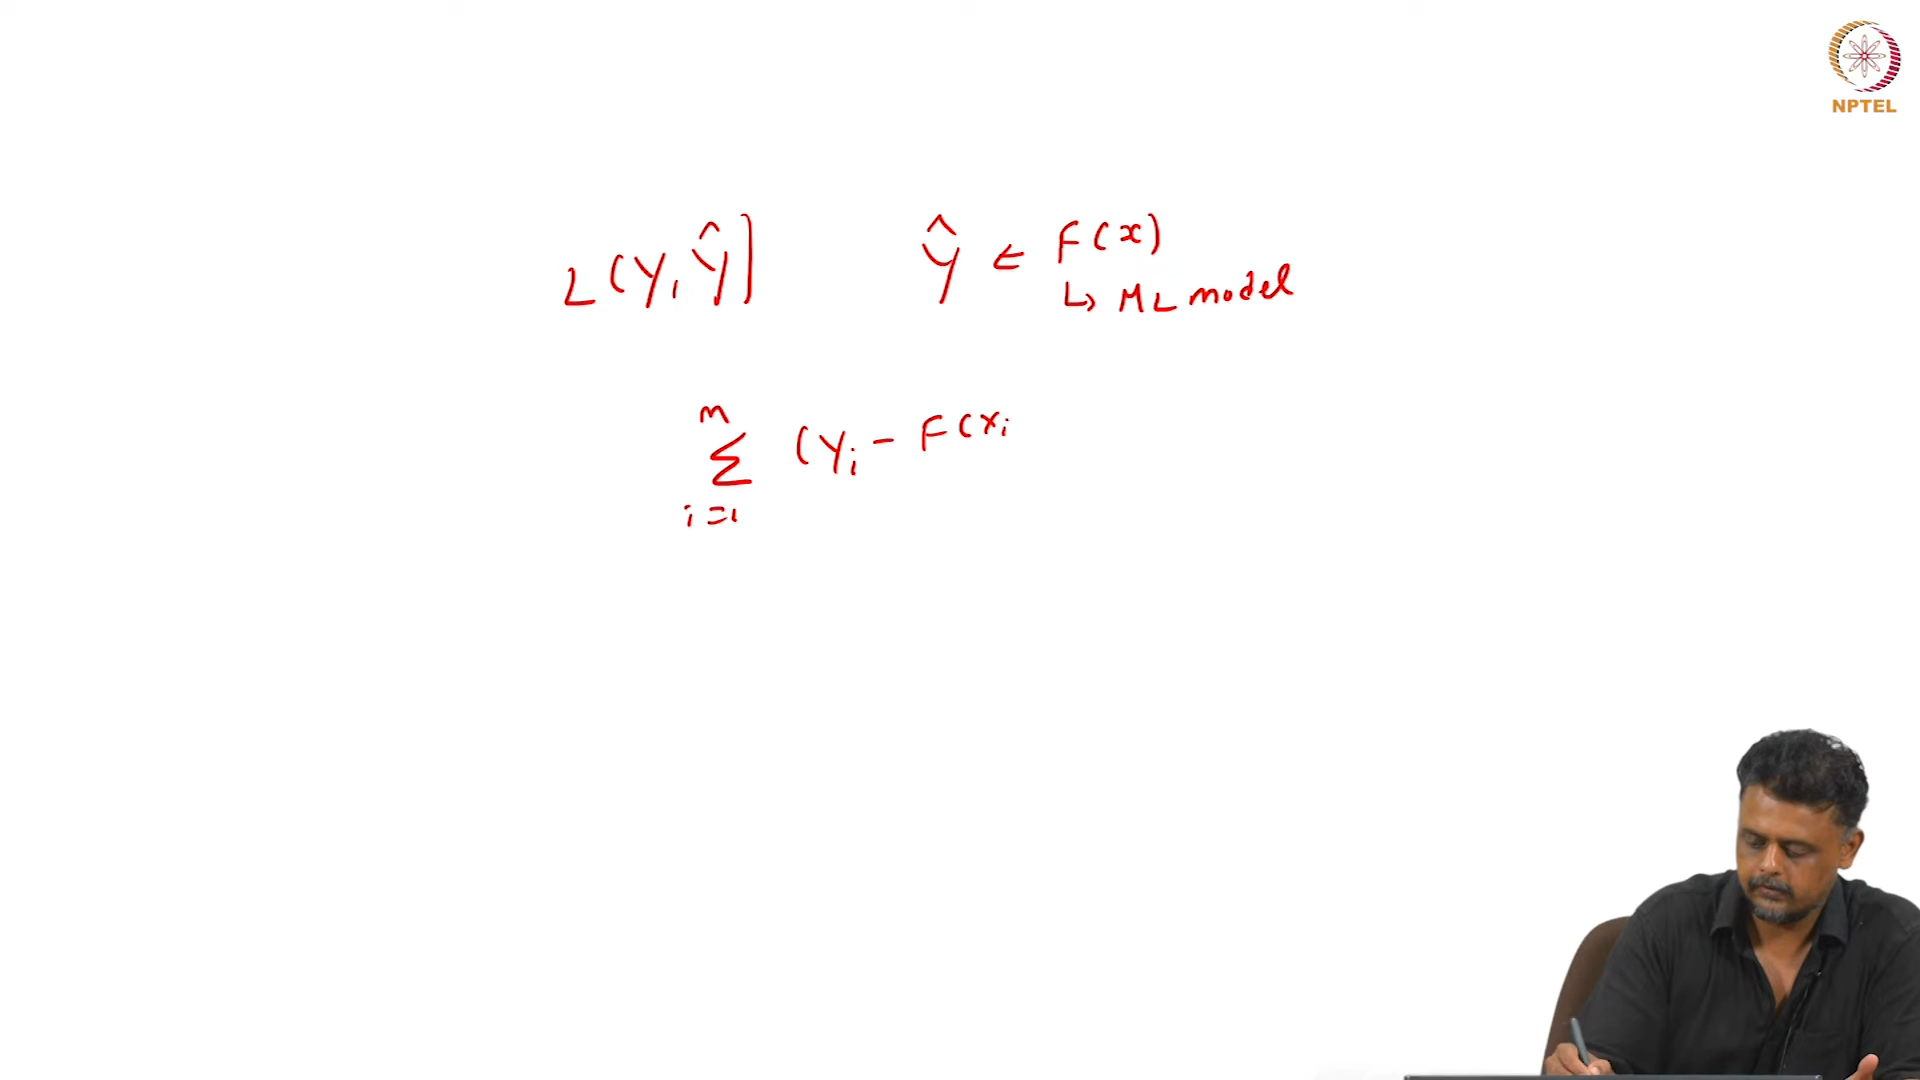 NPTEL
L(Y, Ŷ) Ŷ ← F(x)
↳ ML model
m
Σ (Yi - F(xi
i=1